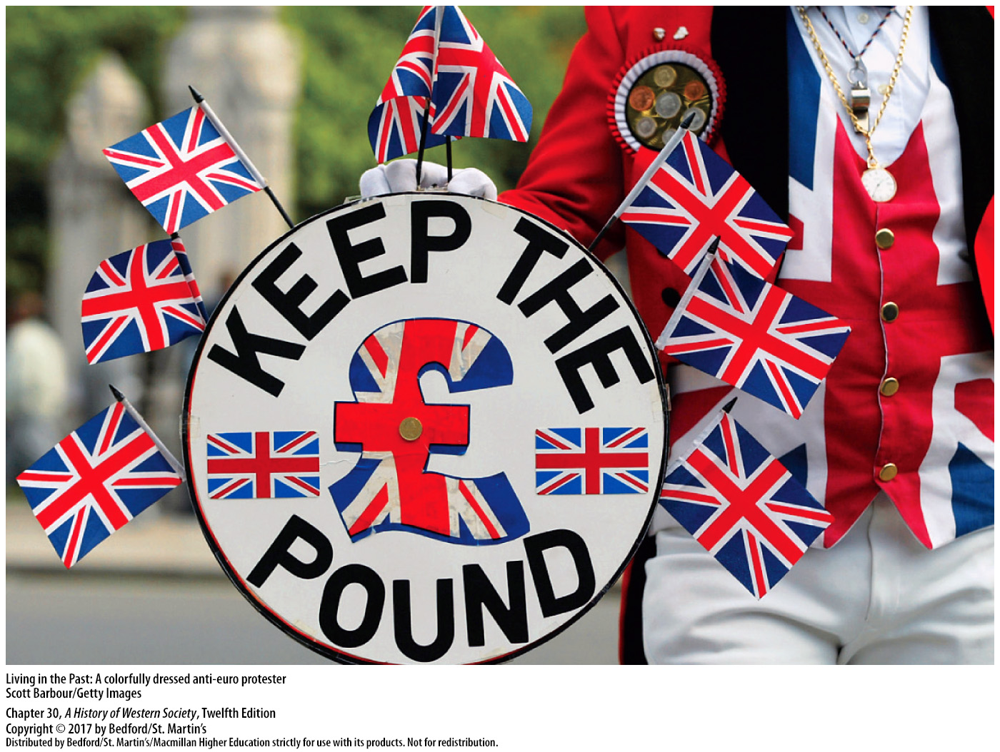 KEEP THE
£
POUND
Living in the Past: A colorfully dressed anti-euro protester
Scott Barbour/Getty Images
Chapter 30, A History of Western Society, Twelfth Edition
Copyright © 2017 by Bedford/St. Martin's
Distributed by Bedford/St. Martin's/Macmillan Higher Education strictly for use with its products. Not for redistribution.